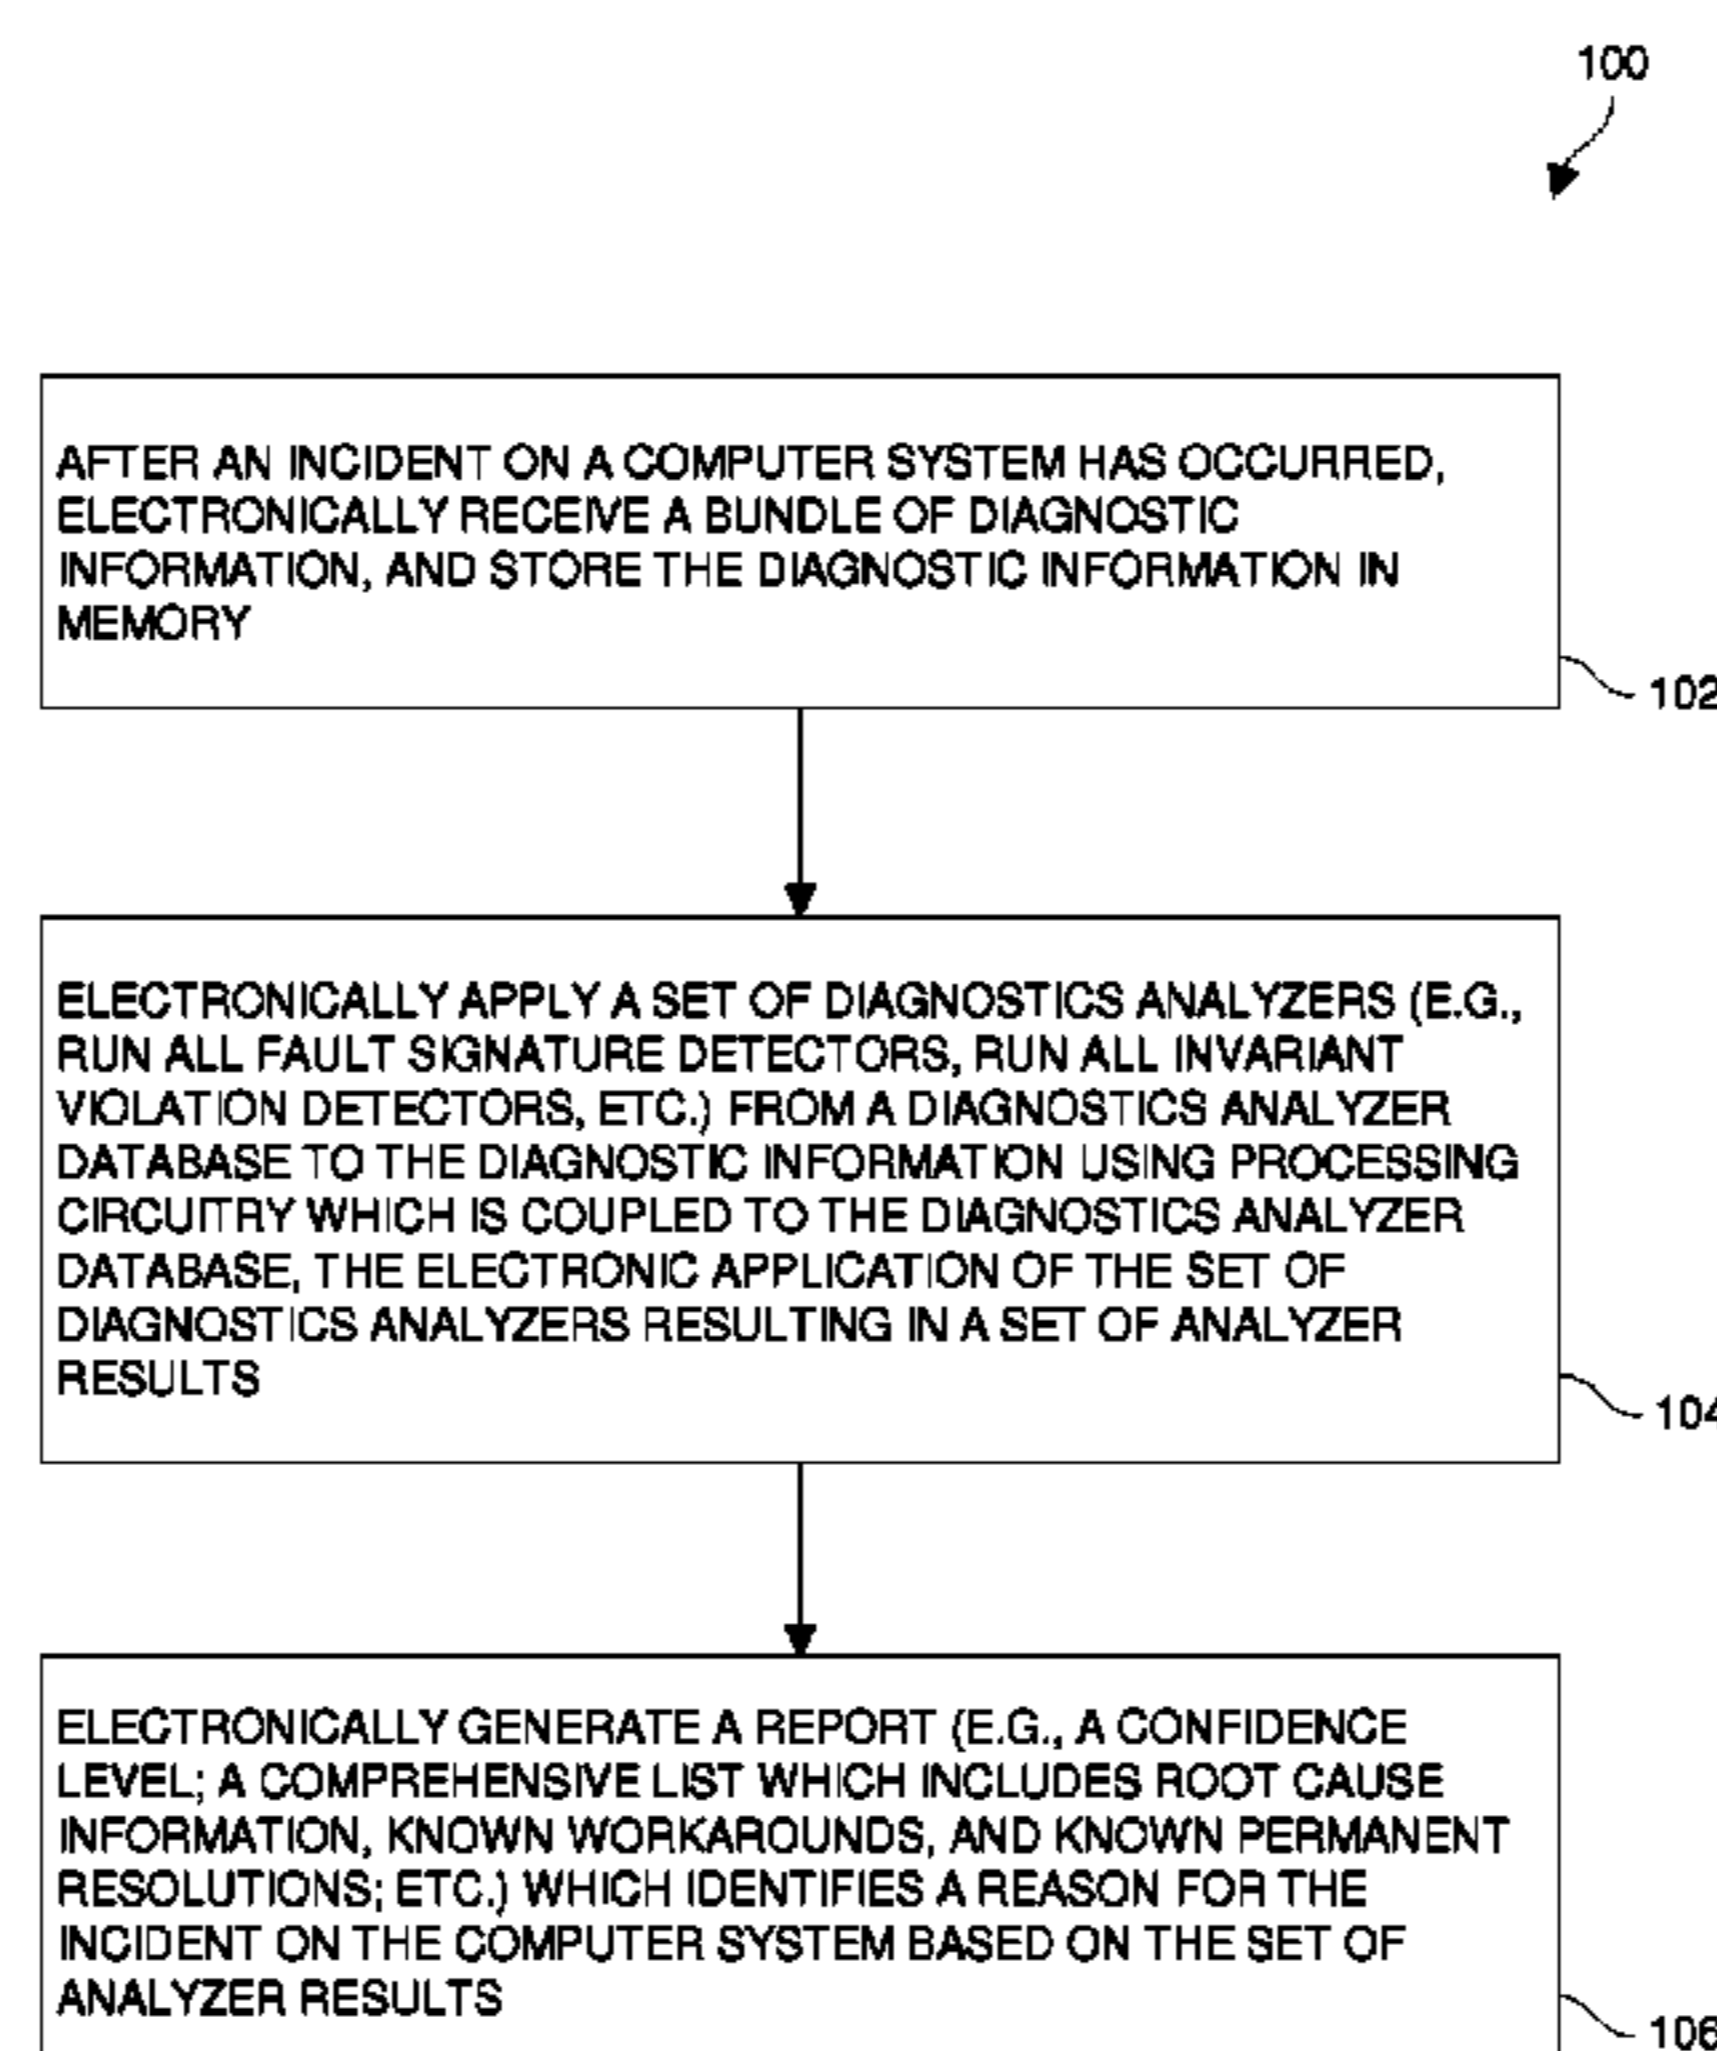 100
AFTER AN INCIDENT ON A COMPUTER SYSTEM HAS OCCURRED,
ELECTRONICALLY RECEIVE A BUNDLE OF DIAGNOSTIC
INFORMATION, AND STORE THE DIAGNOSTIC INFORMATION IN
MEMORY
102
ELECTRONICALLY APPLY A SET OF DIAGNOSTICS ANALYZERS (E.G.,
RUN ALL FAULT SIGNATURE DETECTORS, RUN ALL INVARIANT
VIOLATION DETECTORS, ETC.) FROM A DIAGNOSTICS ANALYZER
DATABASE TO THE DIAGNOSTIC INFORMATION USING PROCESSING
CIRCUITRY WHICH IS COUPLED TO THE DIAGNOSTICS ANALYZER
DATABASE, THE ELECTRONIC APPLICATION OF THE SET OF
DIAGNOSTICS ANALYZERS RESULTING IN A SET OF ANALYZER
RESULTS
104
ELECTRONICALLY GENERATE A REPORT (E.G., A CONFIDENCE
LEVEL; A COMPREHENSIVE LIST WHICH INCLUDES ROOT CAUSE
INFORMATION, KNOWN WORKAROUNDS, AND KNOWN PERMANENT
RESOLUTIONS; ETC.) WHICH IDENTIFIES A REASON FOR THE
INCIDENT ON THE COMPUTER SYSTEM BASED ON THE SET OF
ANALYZER RESULTS
106